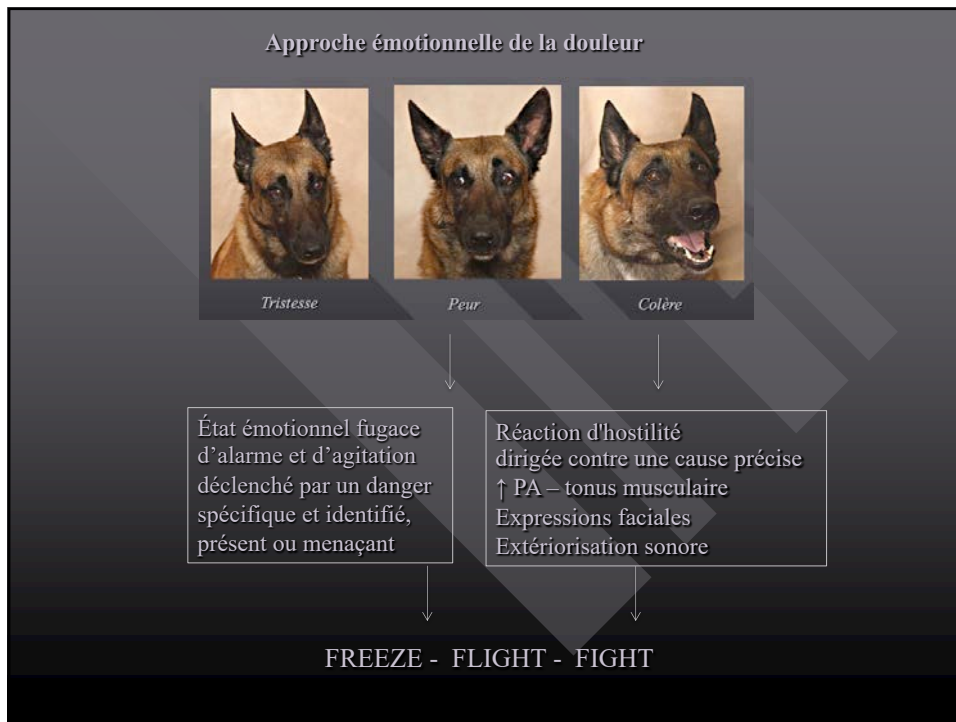 Approche émotionnelle de la douleur
Tristesse
Peur
Colère
État émotionnel fugace
d’alarme et d’agitation
déclenché par un danger
spécifique et identifié,
présent ou menaçant
Réaction d'hostilité
dirigée contre une cause précise
↑ PA – tonus musculaire
Expressions faciales
Extériorisation sonore
FREEZE - FLIGHT - FIGHT